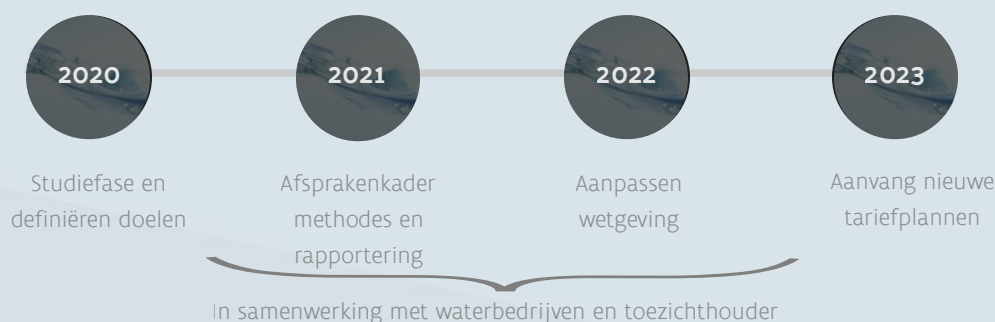 2020
2021
2022
2023
Studiefase en
definiëren doelen
Afsprakenkader
methodes en
rapportering
Aanpassen
wetgeving
Aanvang nieuwe
tariefplannen
In samenwerking met waterbedrijven en toezichthouder